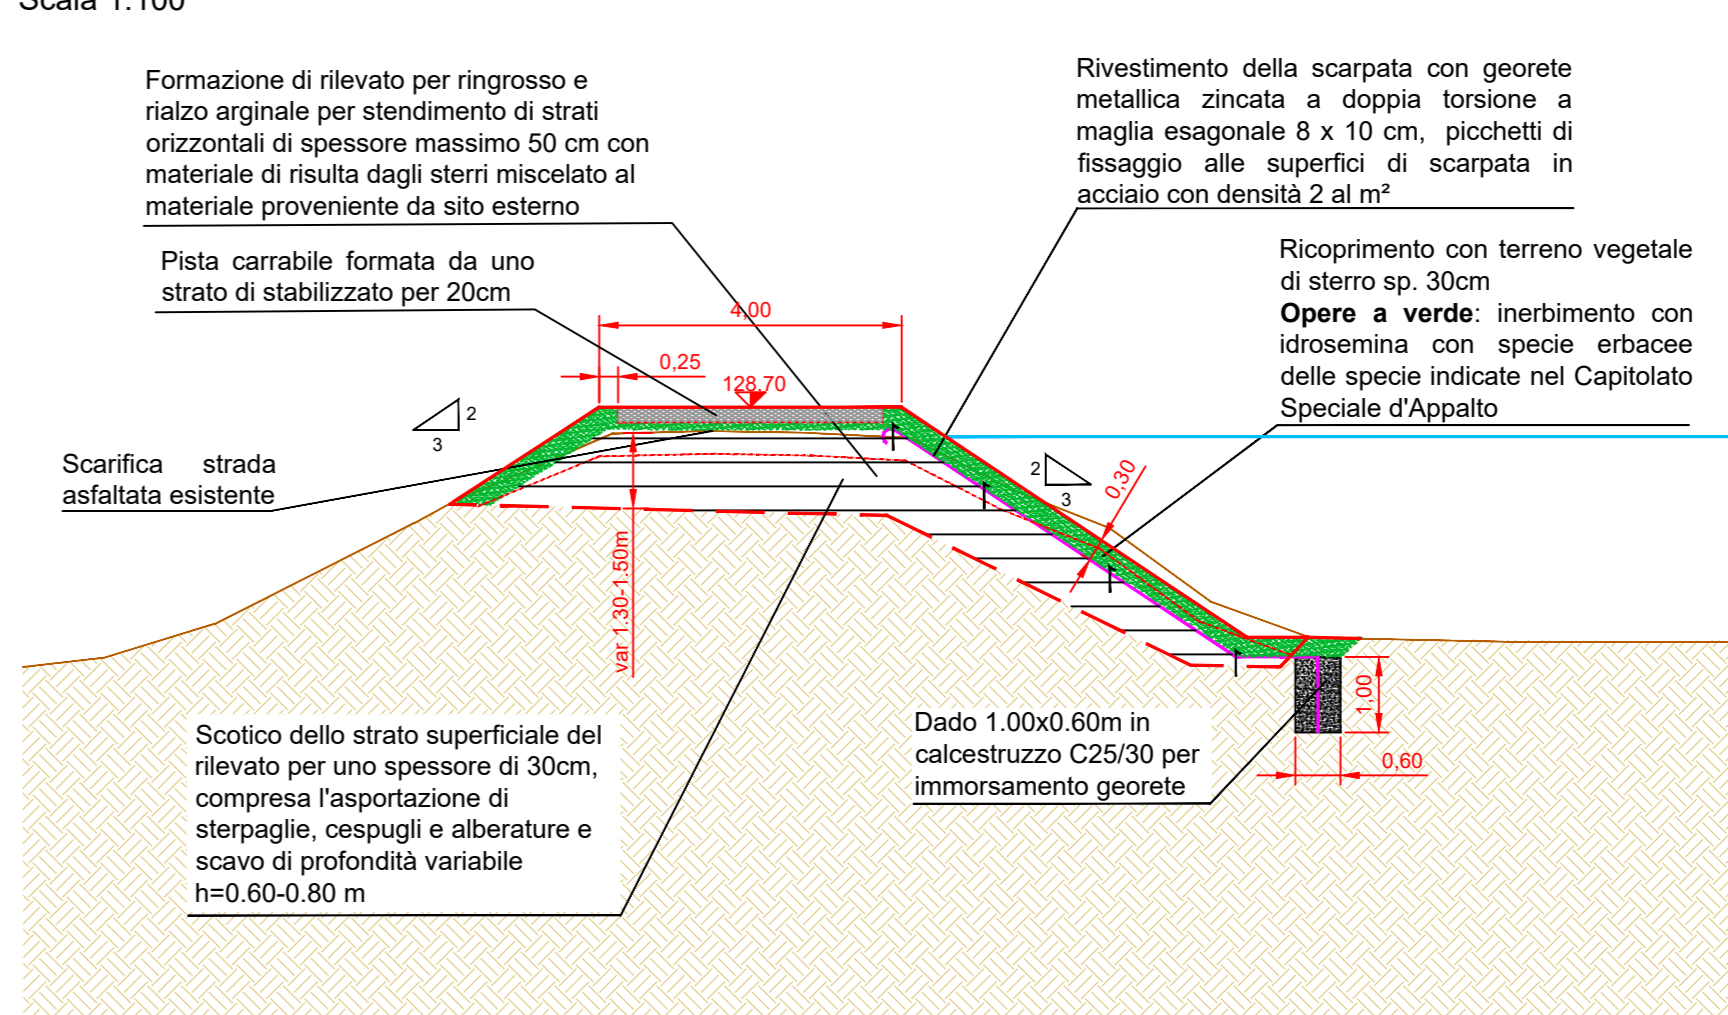 Scala 1:100
Formazione di rilevato per ringrosso e
rialzo arginale per stendimento di strati
orizzontali di spessore massimo 50 cm con
materiale di risulta dagli sterri miscelato al
materiale proveniente da sito esterno
Rivestimento della scarpata con georete
metallica zincata a doppia torsione a
maglia esagonale 8 x 10 cm, picchetti di
fissaggio alle superfici di scarpata in
acciaio con densità 2 al m²
Pista carrabile formata da uno
strato di stabilizzato per 20cm
Ricoprimento con terreno vegetale
di sterro sp. 30cm
Opere a verde: inerbimento con
idrosemina con specie erbacee
delle specie indicate nel Capitolato
Speciale d'Appalto
4,00
0,25
128.70
2
3
Scarifica strada
asfaltata esistente
2
3
0,30
var 1.30-1.50m
1,00
0,60
Scotico dello strato superficiale del
rilevato per uno spessore di 30cm,
compresa l'asportazione di
sterpaglie, cespugli e alberature e
scavo di profondità variabile
h=0.60-0.80 m
Dado 1.00x0.60m in
calcestruzzo C25/30 per
immorsamento georete